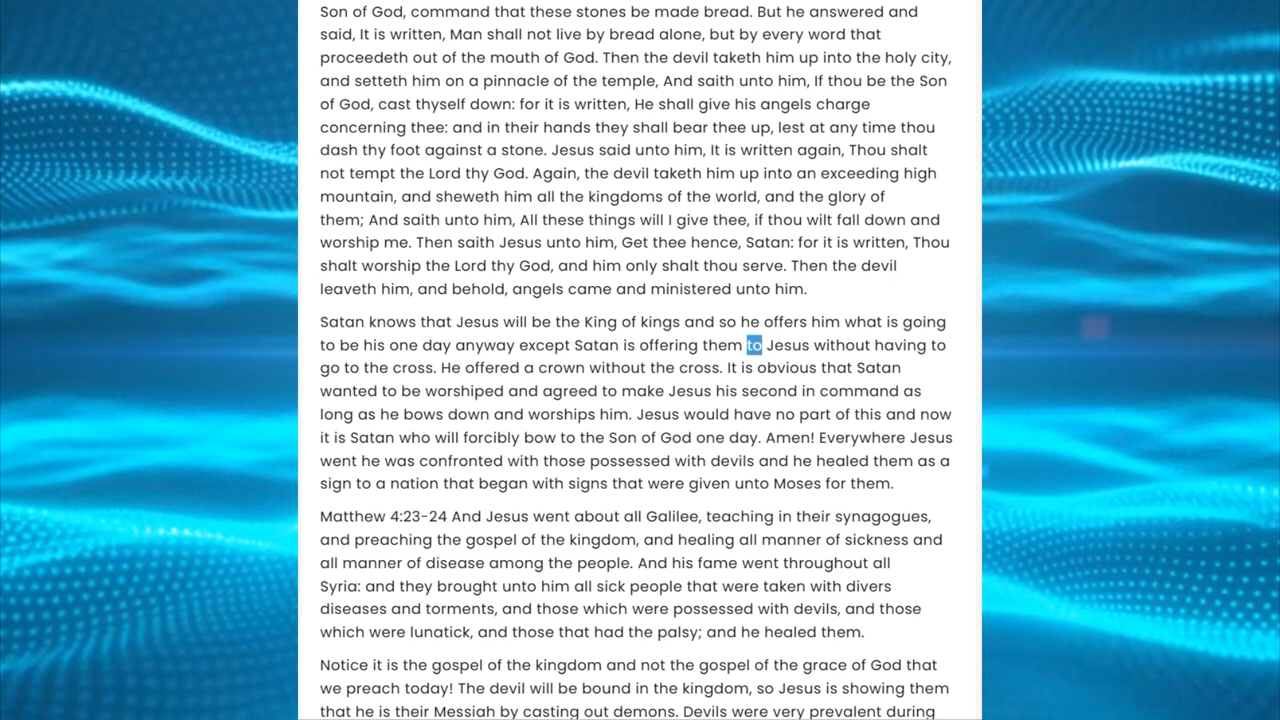 Son of God, command that these stones be made bread. But he answered and
said, It is written, Man shall not live by bread alone, but by every word that
proceedeth out of the mouth of God. Then the devil taketh him up into the holy city,
and setteth him on a pinnacle of the temple, And saith unto him, If thou be the Son
of God, cast thyself down: for it is written, He shall give his angels charge
concerning thee: and in their hands they shall bear thee up, lest at any time thou
dash thy foot against a stone. Jesus said unto him, It is written again, Thou shalt
not tempt the Lord thy God. Again, the devil taketh him up into an exceeding high
mountain, and sheweth him all the kingdoms of the world, and the glory of
them; And saith unto him, All these things will I give thee, if thou wilt fall down and
worship me. Then saith Jesus unto him, Get thee hence, Satan: for it is written, Thou
shalt worship the Lord thy God, and him only shalt thou serve. Then the devil
leaveth him, and behold, angels came and ministered unto him.
Satan knows that Jesus will be the King of kings and so he offers him what is going
to be his one day anyway except Satan is offering them to Jesus without having to
go to the cross. He offered a crown without the cross. It is obvious that Satan
wanted to be worshiped and agreed to make Jesus his second in command as
long as he bows down and worships him. Jesus would have no part of this and now
it is Satan who will forcibly bow to the Son of God one day. Amen! Everywhere Jesus
went he was confronted with those possessed with devils and he healed them as a
sign to a nation that began with signs that were given unto Moses for them.
Matthew 4:23-24 And Jesus went about all Galilee, teaching in their synagogues,
and preaching the gospel of the kingdom, and healing all manner of sickness and
all manner of disease among the people. And his fame went throughout all
Syria: and they brought unto him all sick people that were taken with divers
diseases and torments, and those which were possessed with devils, and those
which were lunatick, and those that had the palsy; and he healed them.
Notice it is the gospel of the kingdom and not the gospel of the grace of God that
we preach today! The devil will be bound in the kingdom, so Jesus is showing them
that he is their Messiah by casting out demons. Devils were very prevalent during